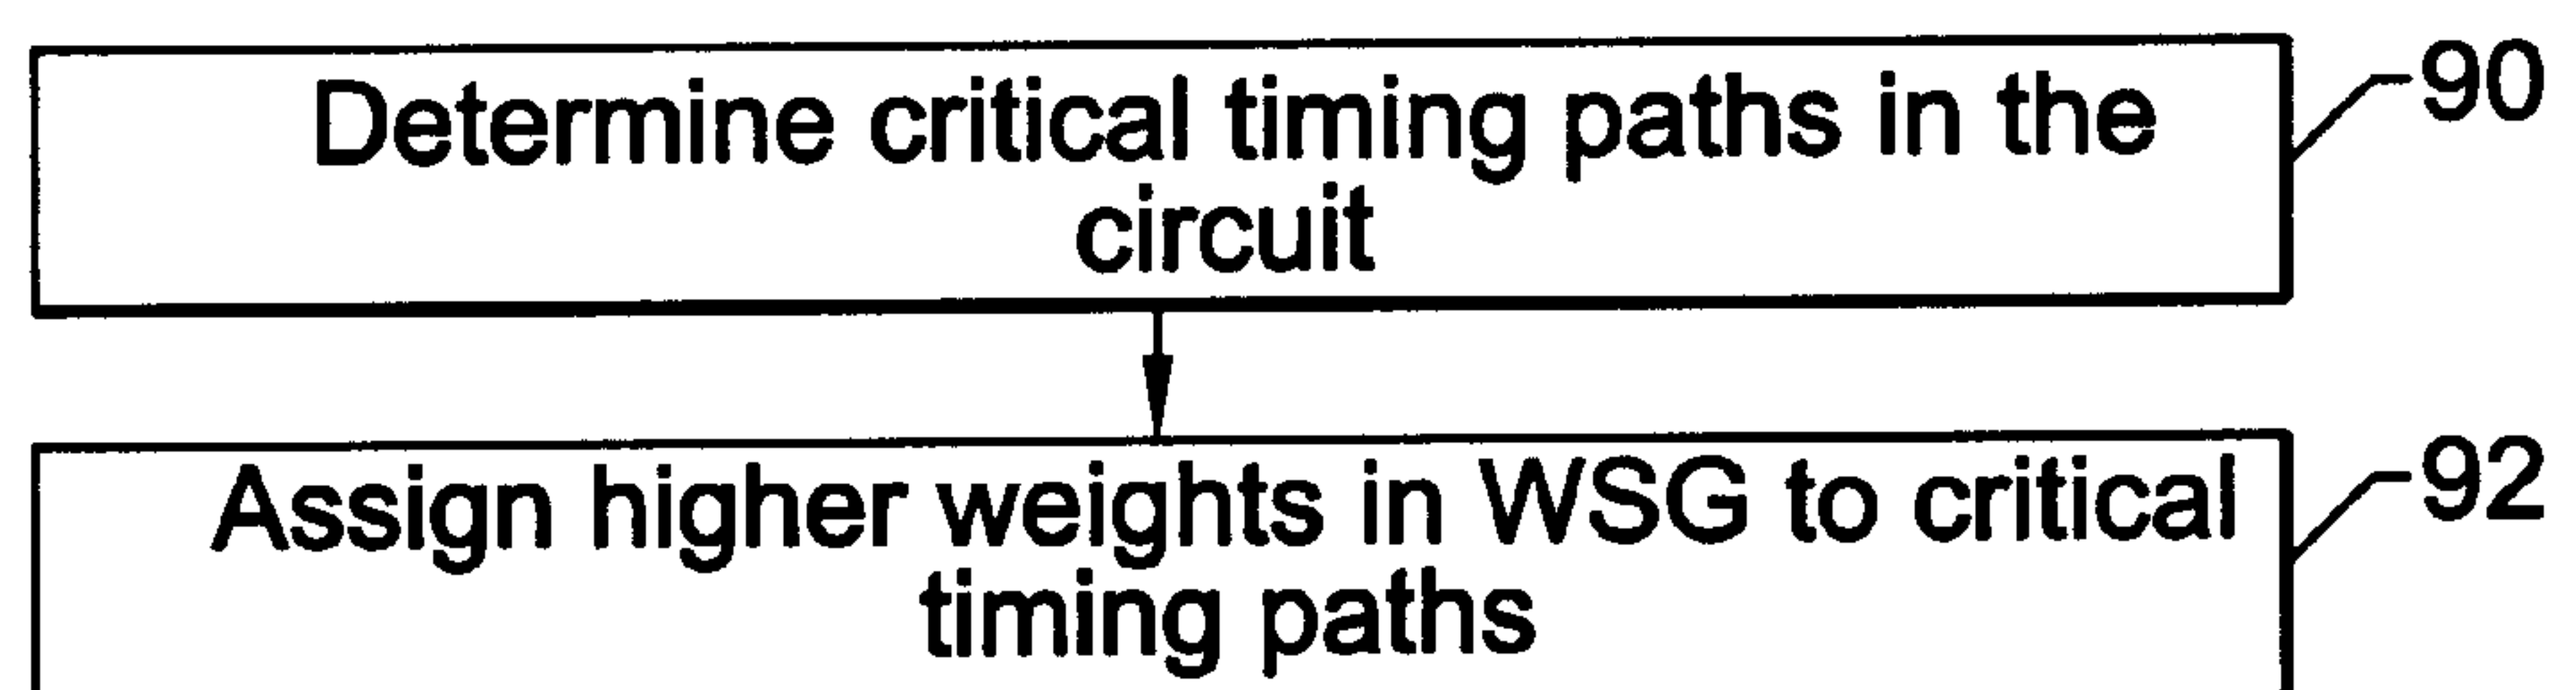 Determine critical timing paths in the
circuit
90
Assign higher weights in WSG to critical
timing paths
92